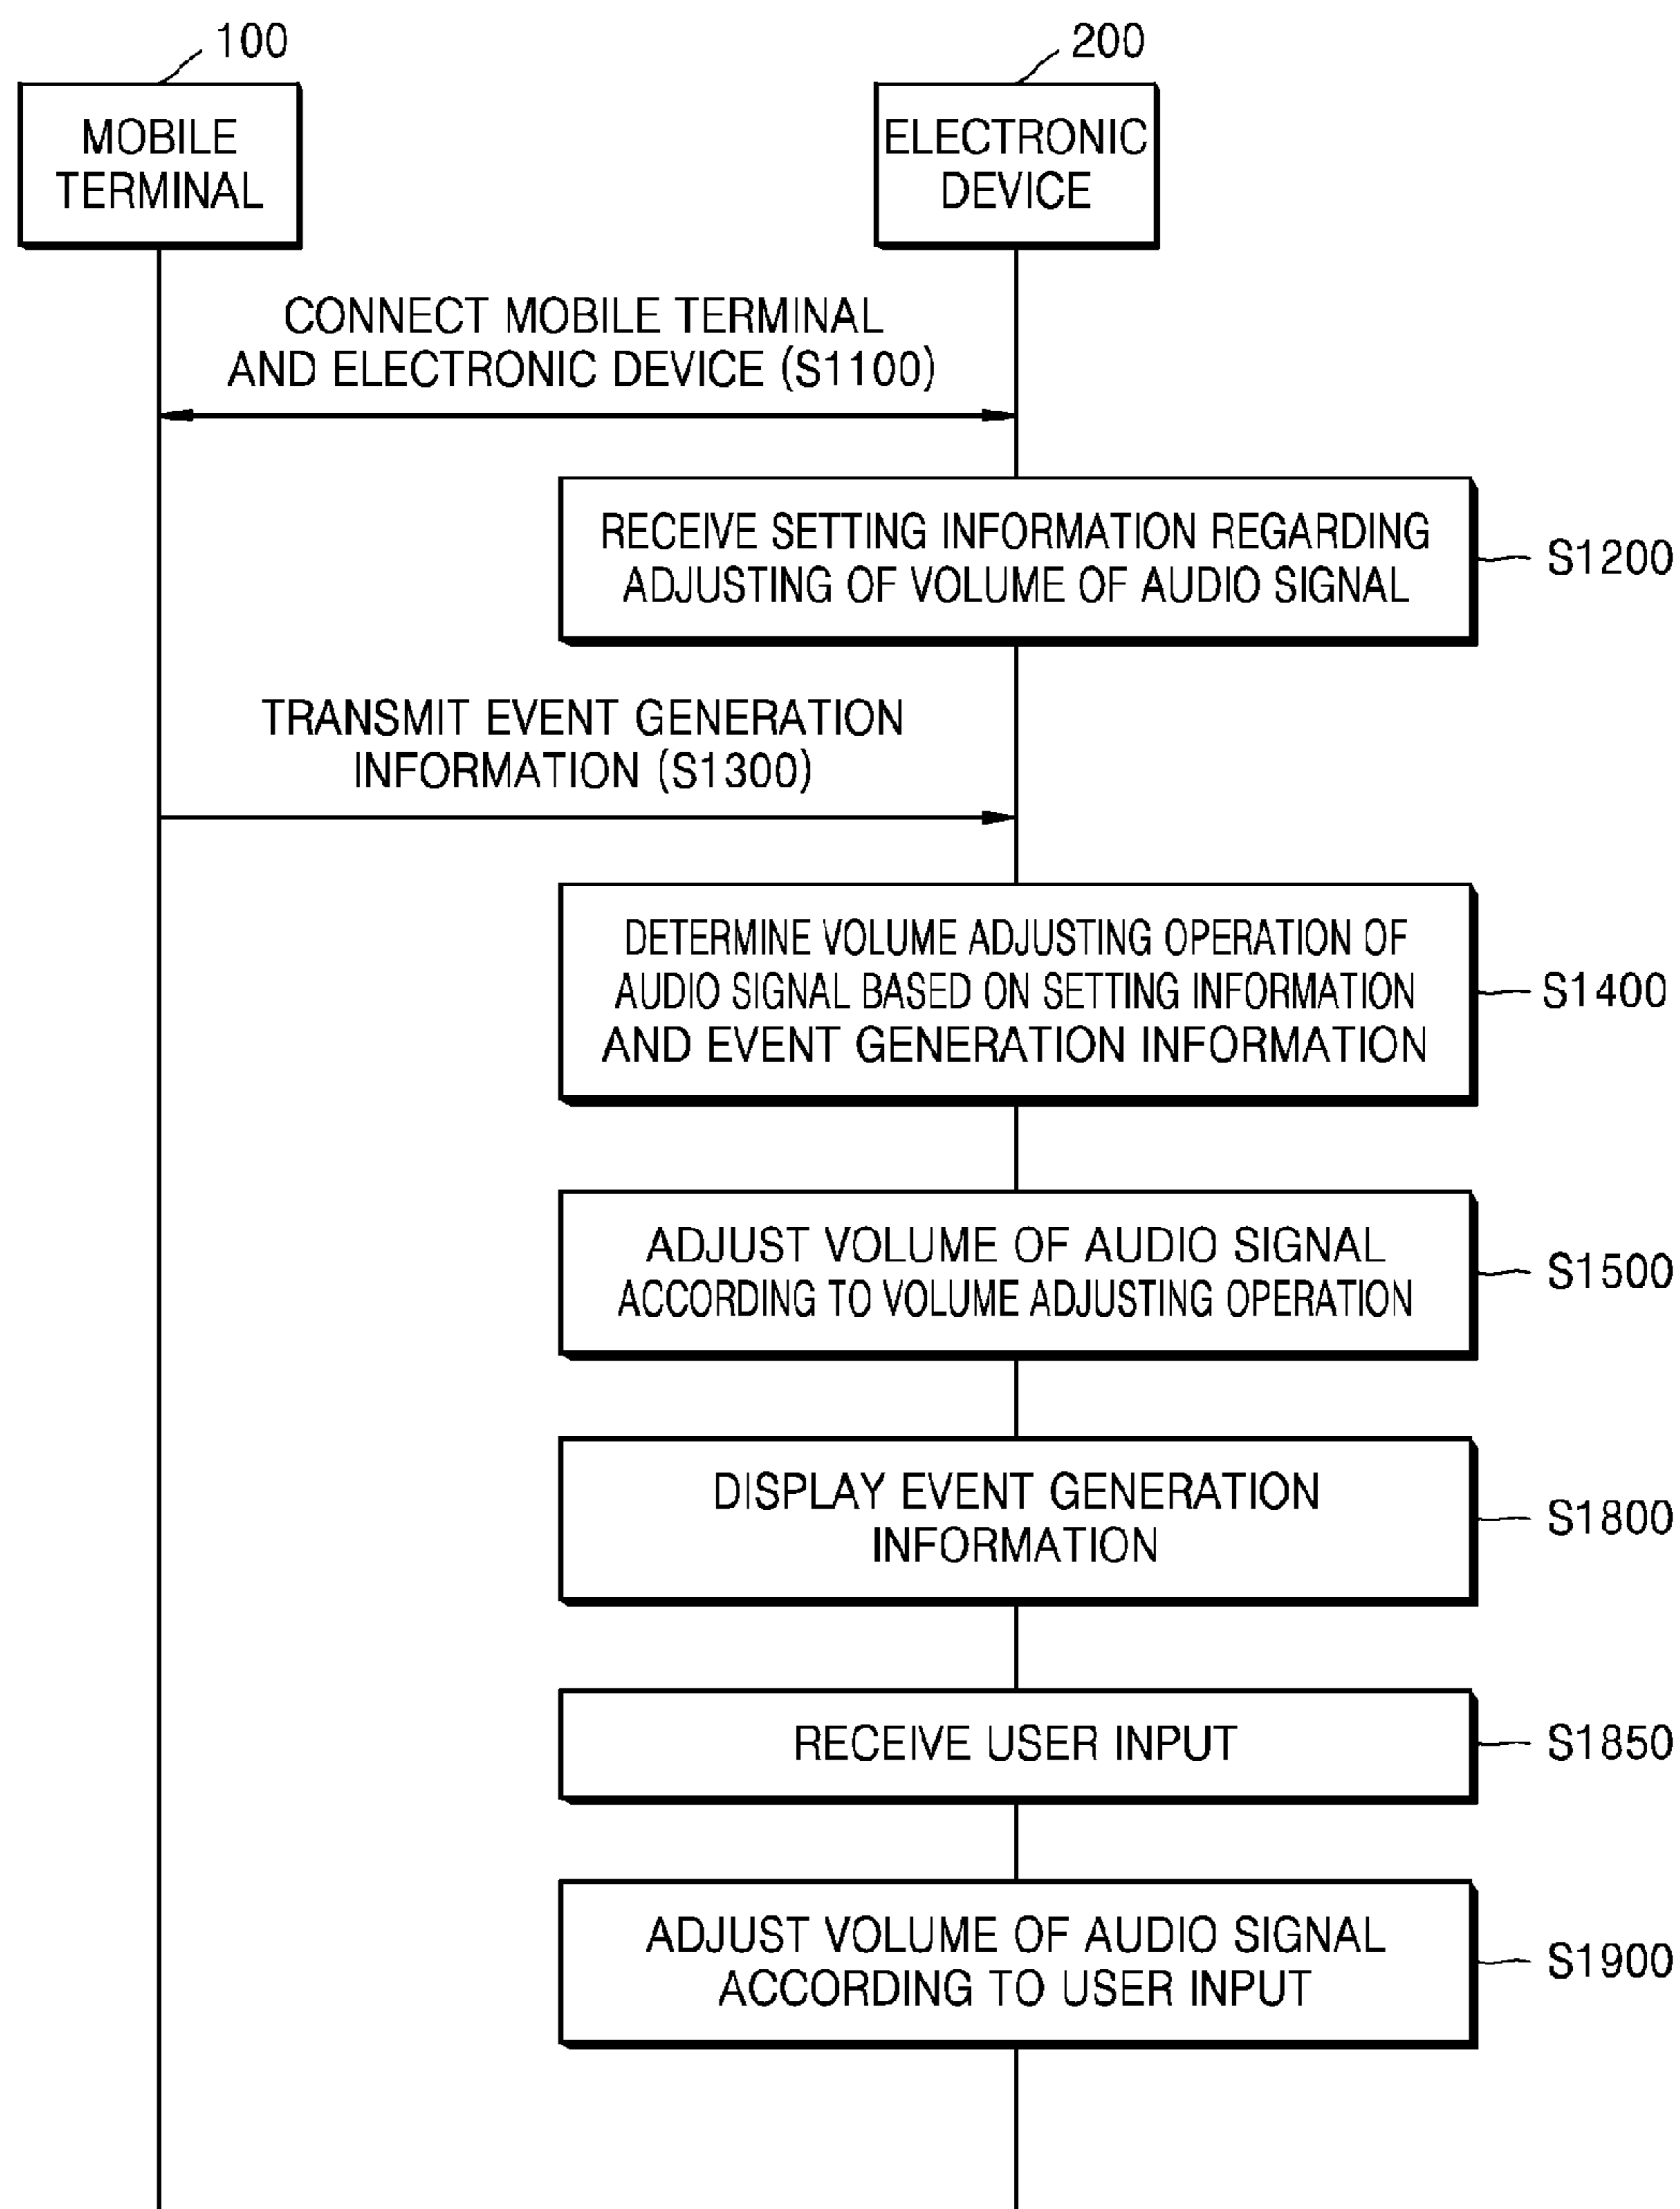 100
200
MOBILE
TERMINAL
ELECTRONIC
DEVICE
CONNECT MOBILE TERMINAL
AND ELECTRONIC DEVICE (S1100)
RECEIVE SETTING INFORMATION REGARDING
ADJUSTING OF VOLUME OF AUDIO SIGNAL
S1200
TRANSMIT EVENT GENERATION
INFORMATION (S1300)
DETERMINE VOLUME ADJUSTING OPERATION OF
AUDIO SIGNAL BASED ON SETTING INFORMATION
AND EVENT GENERATION INFORMATION
S1400
ADJUST VOLUME OF AUDIO SIGNAL
ACCORDING TO VOLUME ADJUSTING OPERATION
S1500
DISPLAY EVENT GENERATION
INFORMATION
S1800
RECEIVE USER INPUT
S1850
ADJUST VOLUME OF AUDIO SIGNAL
ACCORDING TO USER INPUT
S1900